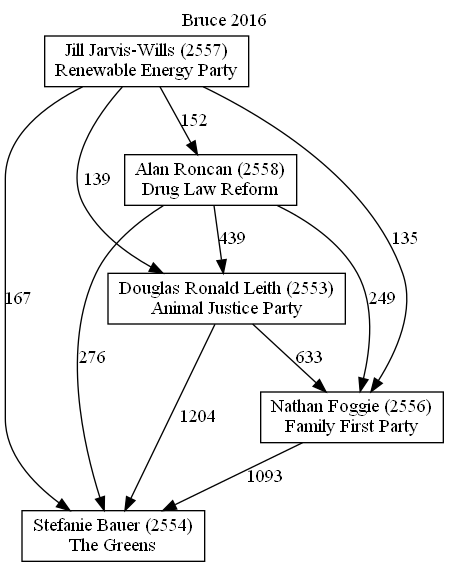 Bruce 2016
Jill Jarvis-Wills (2557)
Renewable Energy Party
152
Alan Roncan (2558)
Drug Law Reform
139
439
135
167
Douglas Ronald Leith (2553)
Animal Justice Party
249
276
633
1204
Nathan Foggie (2556)
Family First Party
1093
Stefanie Bauer (2554)
The Greens